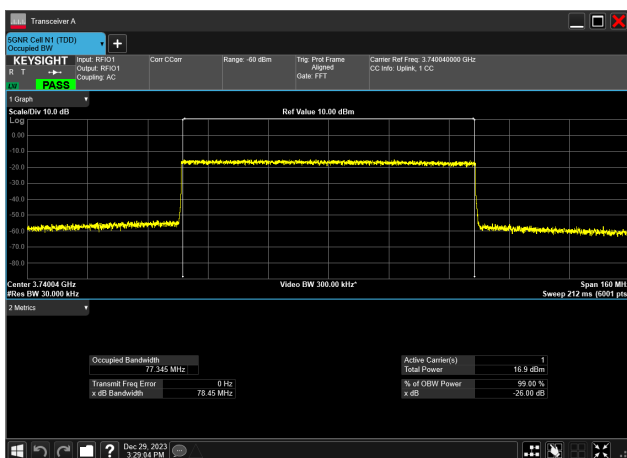 Transceiver A
5GNR Cell N1 (TDD)
Occupied BW
+
KEYSIGHT
R T
LNI
PASS
Input: RFIO1
Output: RFIO1
Coupling: AC
Corr CCorr
Range: -60 dBm
Trig: Prot Frame
Aligned
Gate: FFT
Carrier Ref Freq: 3.740040000 GHz
CC Info: Uplink, 1 CC
1 Graph
Scale/Div 10.0 dB
Ref Value 10.00 dBm
Log
0.00
-10.0
-20.0
-30.0
-40.0
-50.0
-60.0
-70.0
-80.0
Center 3.74004 GHz
Video BW 300.00 kHz*
Span 160 MH
#Res BW 30.000 kHz
Sweep 212 ms (6001 pts
2 Metrics
Occupied Bandwidth
77.345 MHz
Transmit Freq Error 0 Hz
x dB Bandwidth 78.45 MHz
Active Carrier(s) 1
Total Power 16.9 dBm
% of OBW Power 99.00 %
x dB -26.00 dB
?
Dec 29, 2023
3:29:04 PM